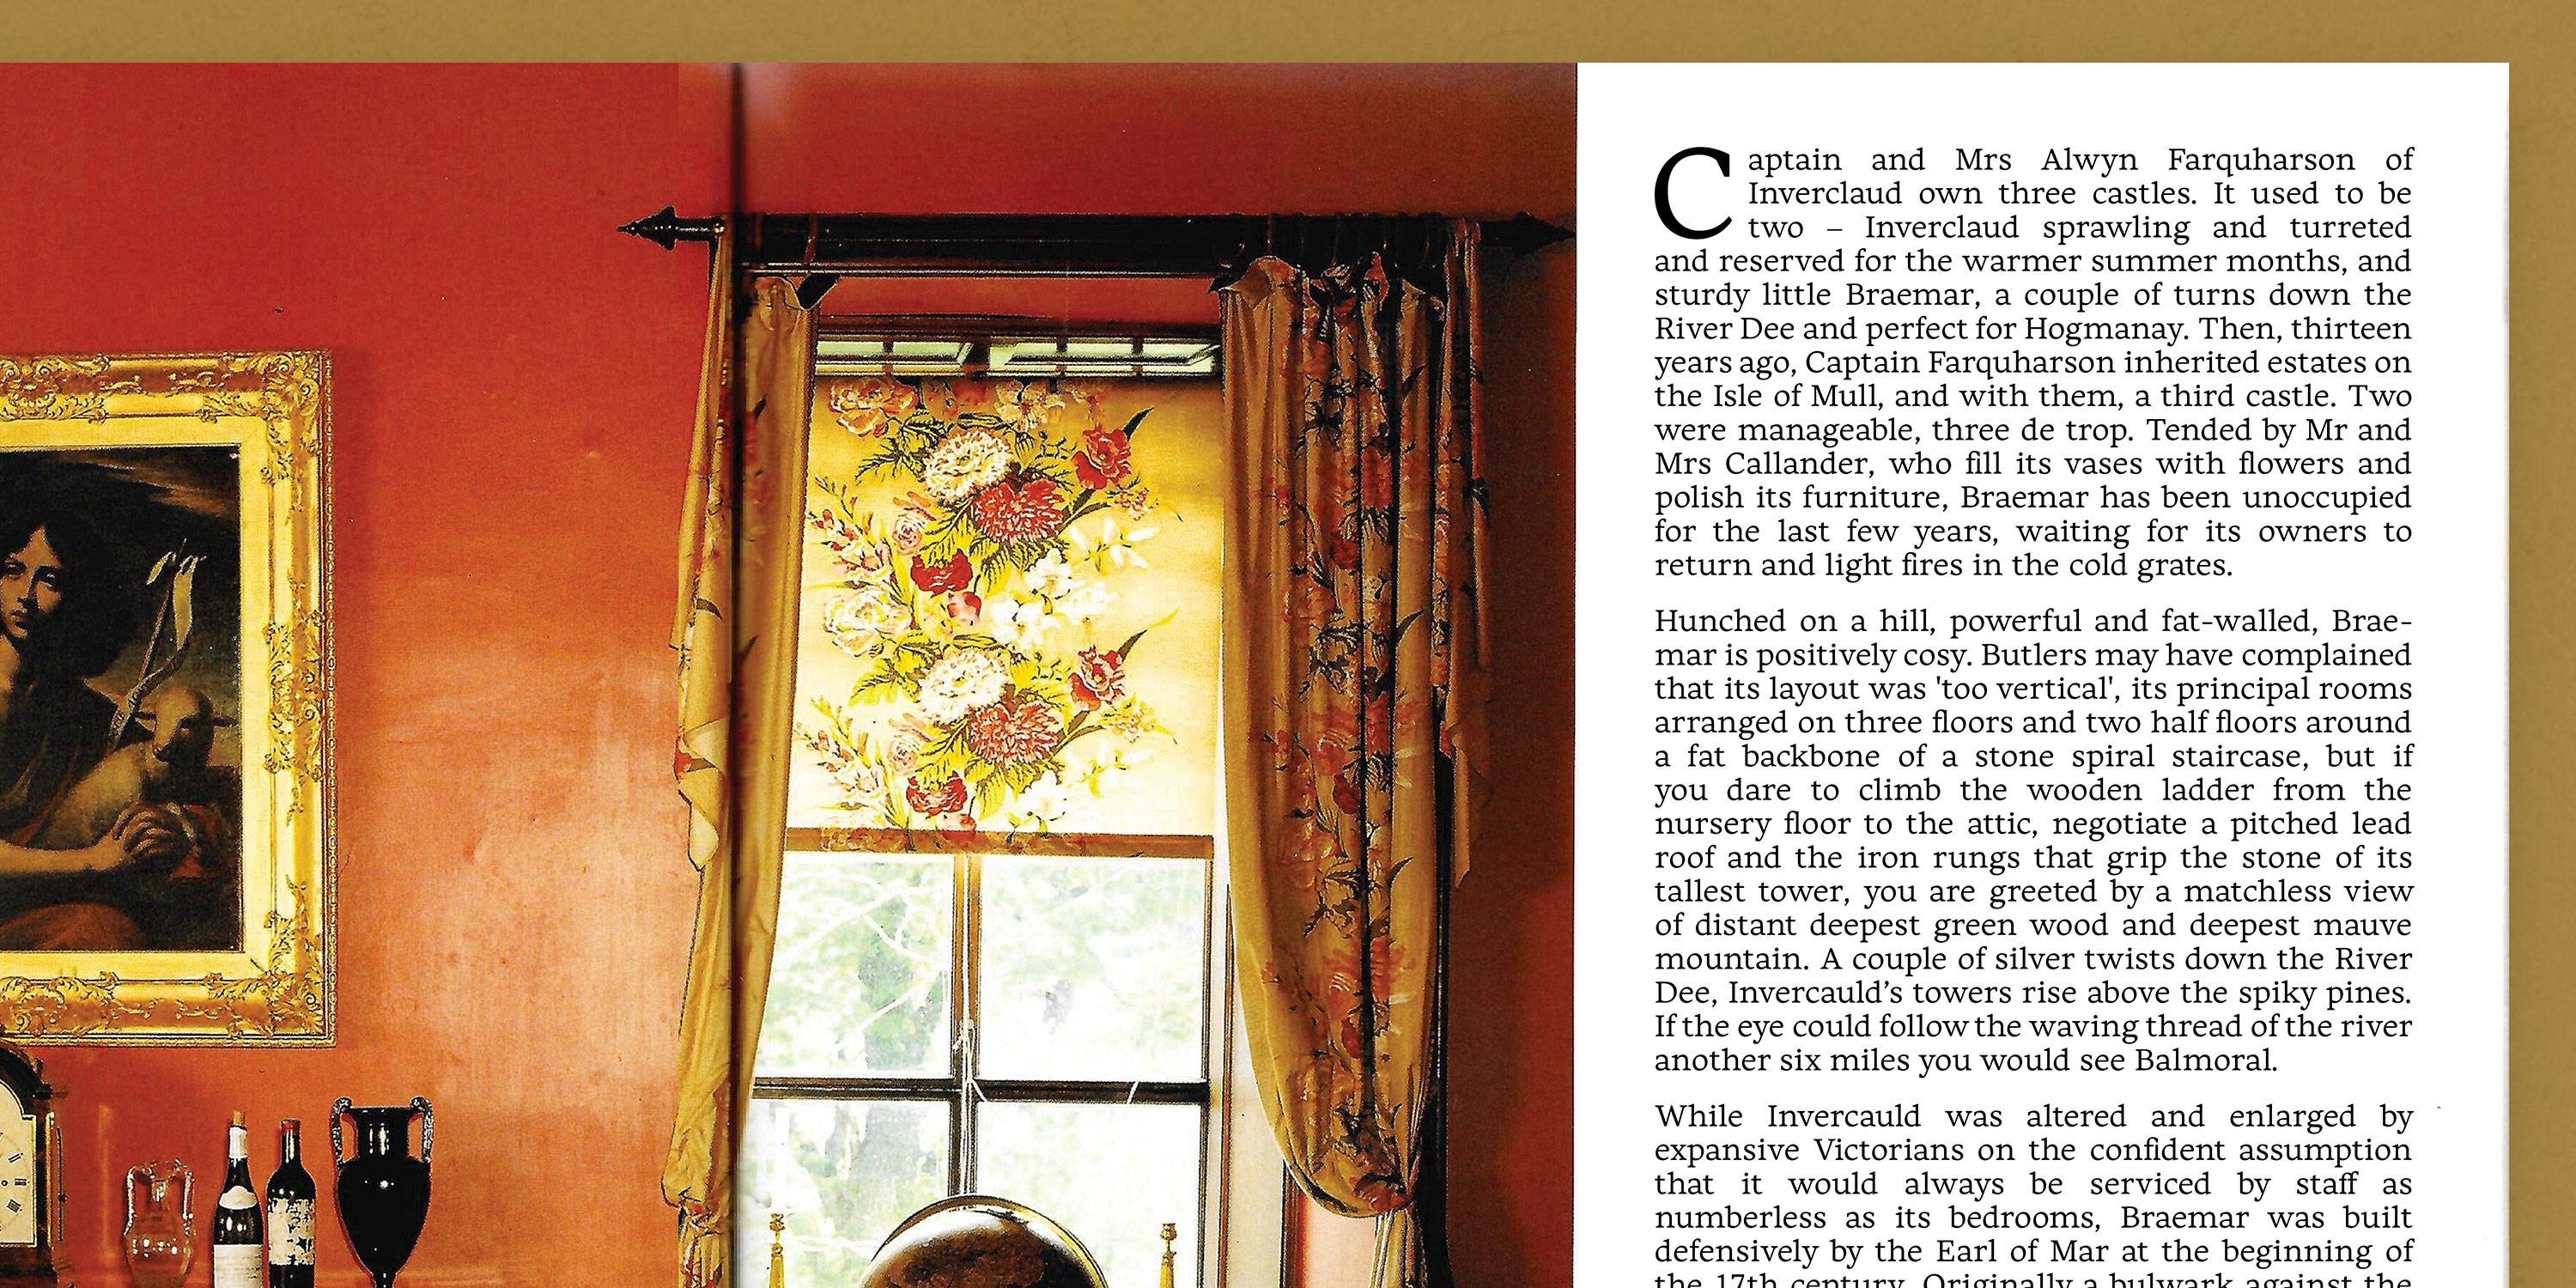 Captain and Mrs Alwyn Farquharson of
Inverclaud own three castles. It used to be
two – Inverclaud sprawling and turreted
and reserved for the warmer summer months, and
sturdy little Braemar, a couple of turns down the
River Dee and perfect for Hogmanay. Then, thirteen
years ago, Captain Farquharson inherited estates on
the Isle of Mull, and with them, a third castle. Two
were manageable, three de trop. Tended by Mr and
Mrs Callander, who fill its vases with flowers and
polish its furniture, Braemar has been unoccupied
for the last few years, waiting for its owners to
return and light fires in the cold grates.
Hunched on a hill, powerful and fat-walled, Brae-
mar is positively cosy. Butlers may have complained
that its layout was 'too vertical', its principal rooms
arranged on three floors and two half floors around
a fat backbone of a stone spiral staircase, but if
you dare to climb the wooden ladder from the
nursery floor to the attic, negotiate a pitched lead
roof and the iron rungs that grip the stone of its
tallest tower, you are greeted by a matchless view
of distant deepest green wood and deepest mauve
mountain. A couple of silver twists down the River
Dee, Invercauld’s towers rise above the spiky pines.
If the eye could follow the waving thread of the river
another six miles you would see Balmoral.
While Invercauld was altered and enlarged by
expansive Victorians on the confident assumption
that it would always be serviced by staff as
numberless as its bedrooms, Braemar was built
defensively by the Earl of Mar at the beginning of
the 17th century. Originally a bulwark against the